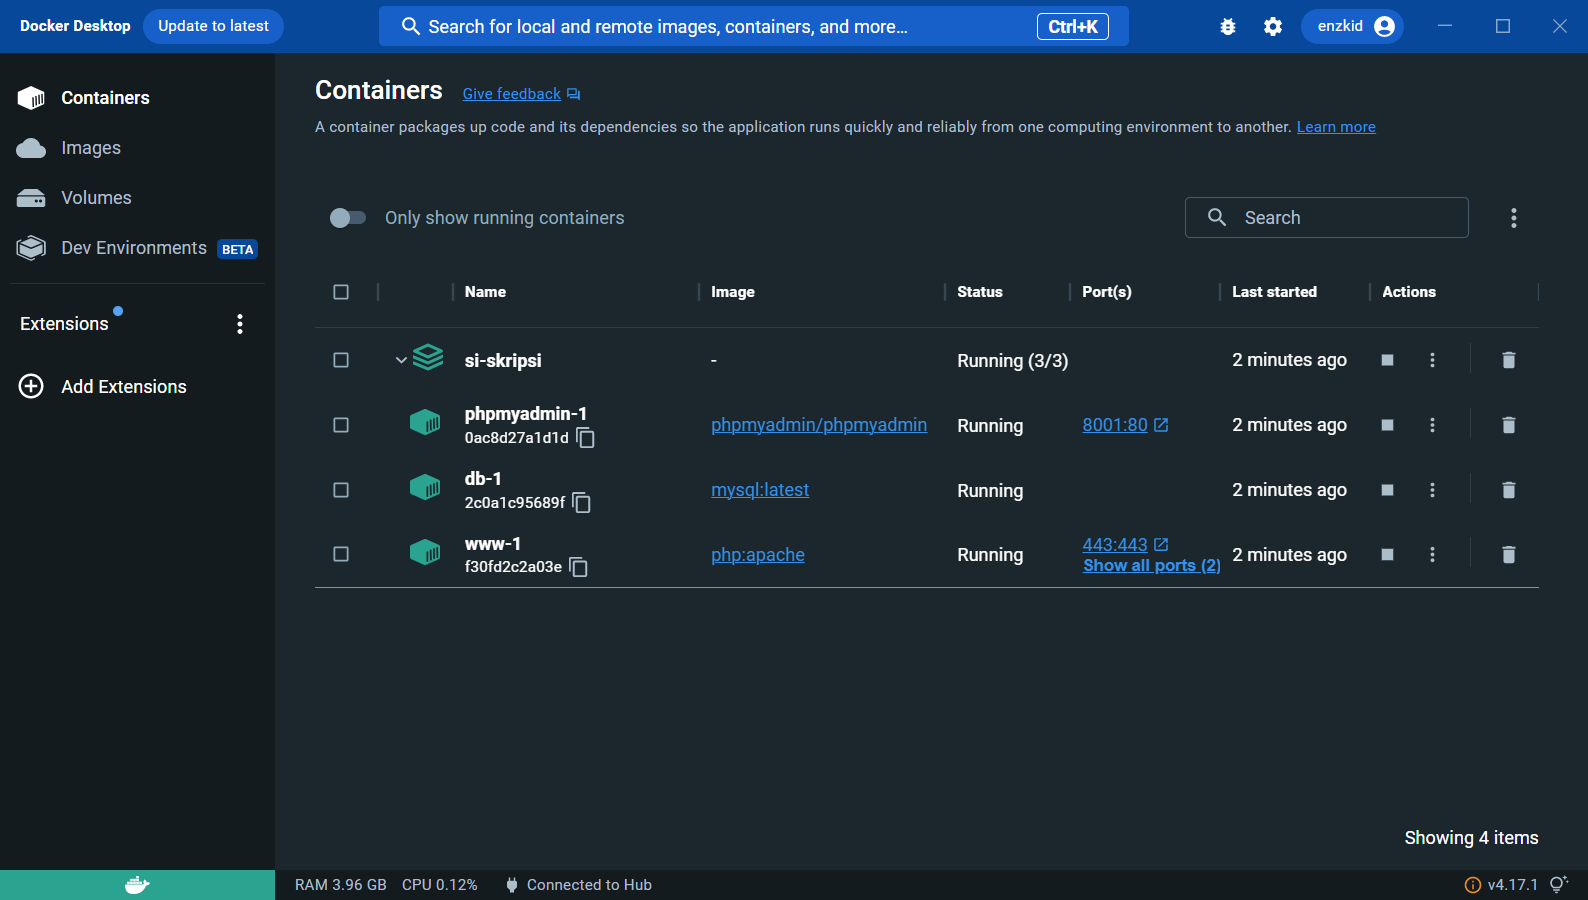 Docker Desktop Update to latest Search for local and remote images, containers, and more... Ctrl+K enzkid
Containers
Images
Volumes
Dev Environments BETA
Extensions
Add Extensions
Containers Give feedback
A container packages up code and its dependencies so the application runs quickly and reliably from one computing environment to another. Learn more
Only show running containers Search
Name Image Status Port(s) Last started Actions
si-skripsi - Running (3/3) 2 minutes ago
phpmyadmin-1
0ac8d27a1d1d phpmyadmin/phpmyadmin Running 8001:80 2 minutes ago
db-1
2c0a1c95689f mysql:latest Running 2 minutes ago
www-1
f30fd2c2a03e php:apache Running 443:443 2 minutes ago
Show all ports (2)
Showing 4 items
RAM 3.96 GB CPU 0.12% Connected to Hub v4.17.1